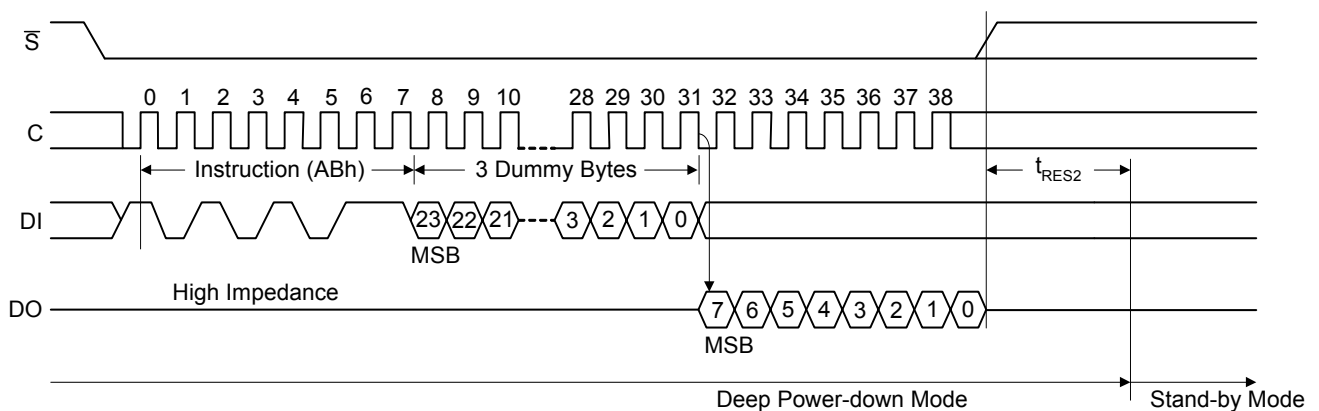 S̅
0 1 2 3 4 5 6 7 8 9 10 28 29 30 31 32 33 34 35 36 37 38
C
Instruction (ABh) 3 Dummy Bytes tRES2
DI 23 22 21 3 2 1 0
MSB
High Impedance
DO 7 6 5 4 3 2 1 0
MSB
Deep Power-down Mode Stand-by Mode